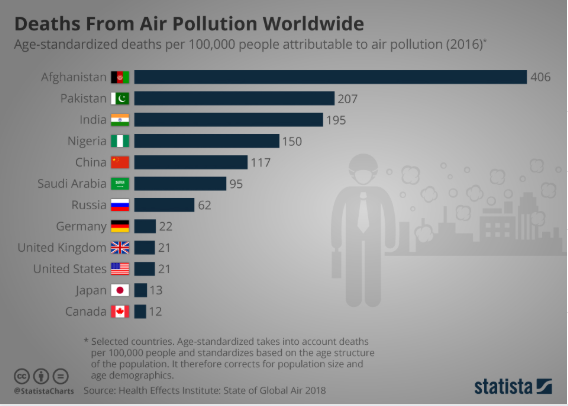 Deaths From Air Pollution Worldwide
Age-standardized deaths per 100,000 people attributable to air pollution (2016)*
Afghanistan 406
Pakistan 207
India 195
Nigeria 150
China 117
Saudi Arabia 95
Russia 62
Germany 22
United Kingdom 21
United States 21
Japan 13
Canada 12
* Selected countries. Age-standardized takes into account deaths
per 100,000 people and standardizes based on the age structure
of the population. It therefore corrects for population size and
age demographics.
@StatistaCharts Source: Health Effects Institute: State of Global Air 2018
statista